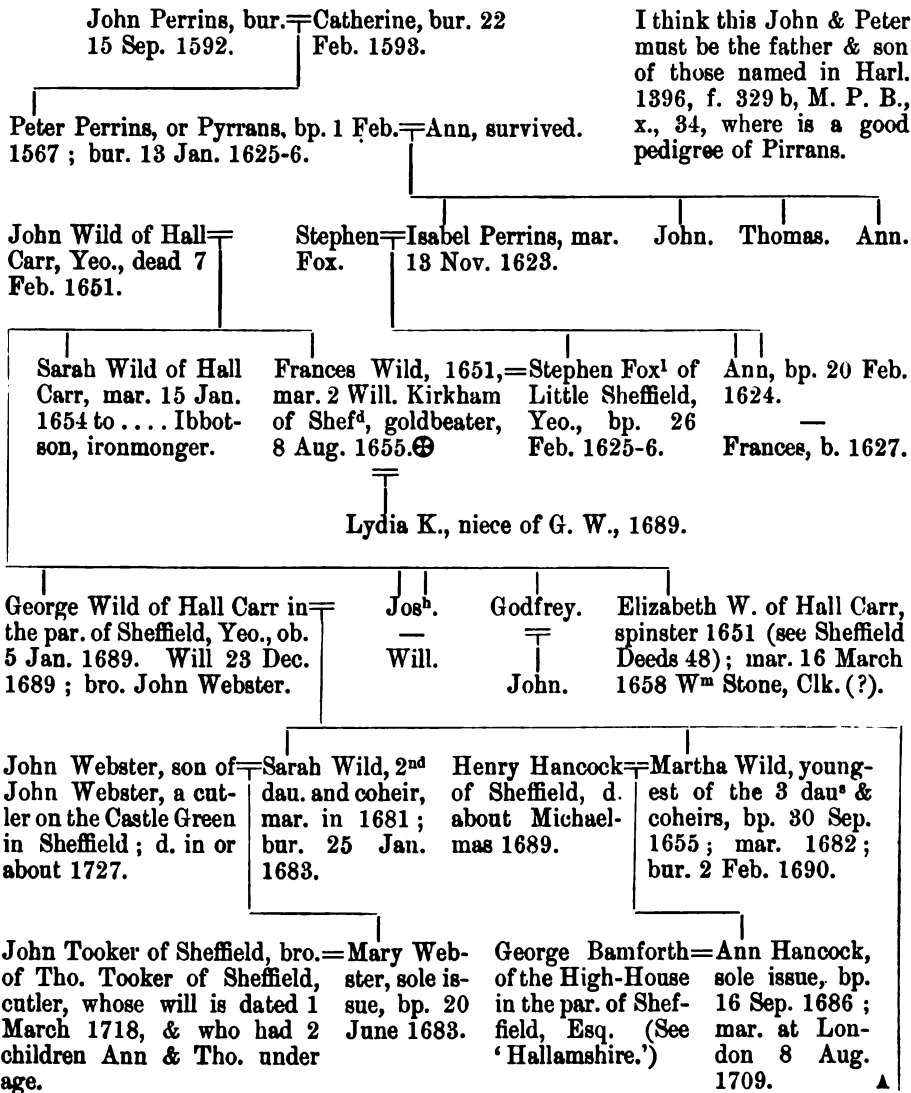 John Perrins, bur.
15 Sep. 1592.
Catherine, bur. 22
Feb. 1593.
I think this John & Peter
must be the father & son
of those named in Harl.
1396, f. 329 b, M. P. B.,
x., 34, where is a good
pedigree of Pirrans.
Peter Perrins, or Pyrrans, bp. 1 Feb.
1567 ; bur. 13 Jan. 1625-6.
Ann, survived.
John Wild of Hall
Carr, Yeo., dead 7
Feb. 1651.
Stephen
Fox.
Isabel Perrins, mar.
13 Nov. 1623.
John.
Thomas.
Ann.
Sarah Wild of Hall
Carr, mar. 15 Jan.
1654 to .... Ibbot-
son, ironmonger.
Frances Wild, 1651,
mar. 2 Will. Kirkham
of Shefᵈ, goldbeater,
8 Aug. 1655.⊕
Stephen Fox¹ of
Little Sheffield,
Yeo., bp. 26
Feb. 1625-6.
Ann, bp. 20 Feb.
1624.
—
Frances, b. 1627.
Lydia K., niece of G. W., 1689.
George Wild of Hall Carr in
the par. of Sheffield, Yeo., ob.
5 Jan. 1689. Will 23 Dec.
1689 ; bro. John Webster.
Josʰ.
—
Will.
Godfrey.
John.
Elizabeth W. of Hall Carr,
spinster 1651 (see Sheffield
Deeds 48) ; mar. 16 March
1658 Wᵐ Stone, Clk. (?).
John Webster, son of
John Webster, a cut-
ler on the Castle Green
in Sheffield ; d. in or
about 1727.
Sarah Wild, 2ⁿᵈ
dau. and coheir,
mar. in 1681 ;
bur. 25 Jan.
1683.
Henry Hancock
of Sheffield, d.
about Michael-
mas 1689.
Martha Wild, young-
est of the 3 dauˢ &
coheirs, bp. 30 Sep.
1655 ; mar. 1682 ;
bur. 2 Feb. 1690.
John Tooker of Sheffield, bro.
of Tho. Tooker of Sheffield,
cutler, whose will is dated 1
March 1718, & who had 2
children Ann & Tho. under
age.
Mary Web-
ster, sole is-
sue, bp. 20
June 1683.
George Bamforth
of the High-House
in the par. of Shef-
field, Esq. (See
‘ Hallamshire.’)
Ann Hancock,
sole issue, bp.
16 Sep. 1686 ;
mar. at Lon-
don 8 Aug.
1709.